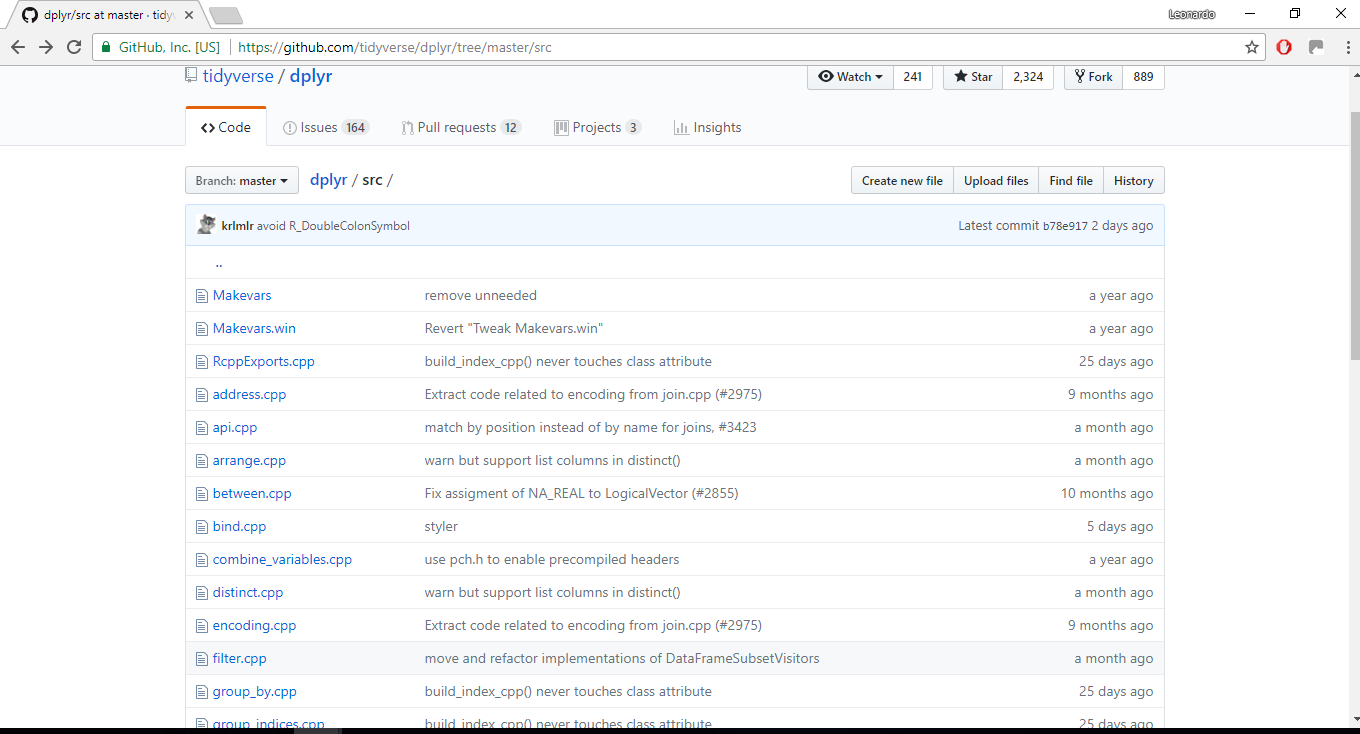 dplyr/src at master · tidy
Leonardo
GitHub, Inc. [US] https://github.com/tidyverse/dplyr/tree/master/src
tidyverse / dplyr
Watch 241 Star 2,324 Fork 889
Code Issues 164 Pull requests 12 Projects 3 Insights
Branch: master dplyr / src /
Create new file Upload files Find file History
krlmlr avoid R_DoubleColonSymbol Latest commit b78e917 2 days ago
..
Makevars remove unneeded a year ago
Makevars.win Revert "Tweak Makevars.win" a year ago
RcppExports.cpp build_index_cpp() never touches class attribute 25 days ago
address.cpp Extract code related to encoding from join.cpp (#2975) 9 months ago
api.cpp match by position instead of by name for joins, #3423 a month ago
arrange.cpp warn but support list columns in distinct() a month ago
between.cpp Fix assigment of NA_REAL to LogicalVector (#2855) 10 months ago
bind.cpp styler 5 days ago
combine_variables.cpp use pch.h to enable precompiled headers a year ago
distinct.cpp warn but support list columns in distinct() a month ago
encoding.cpp Extract code related to encoding from join.cpp (#2975) 9 months ago
filter.cpp move and refactor implementations of DataFrameSubsetVisitors a month ago
group_by.cpp build_index_cpp() never touches class attribute 25 days ago
group_indices.cpp build_index_cpp() never touches class attribute 25 days ago